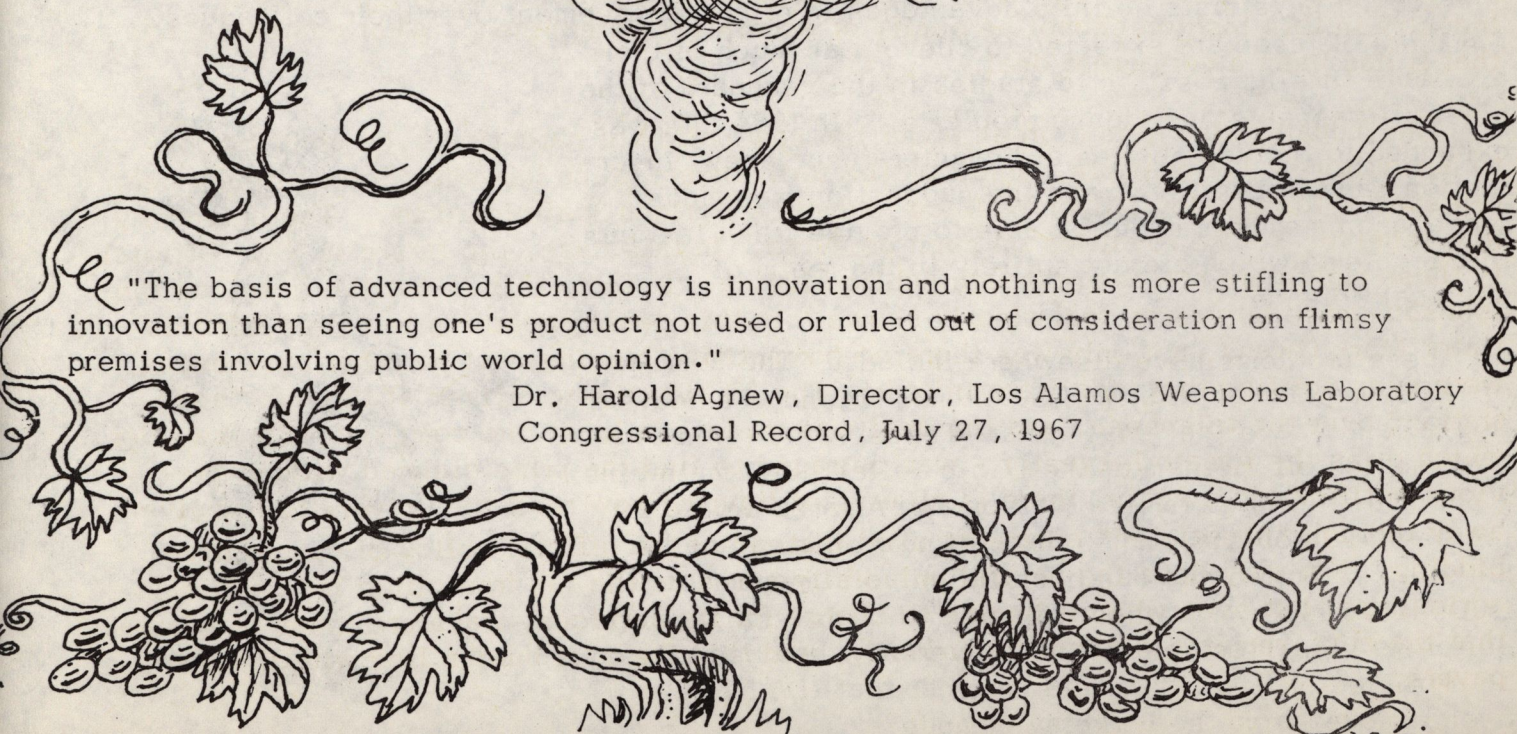 "The basis of advanced technology is innovation and nothing is more stifling to
innovation than seeing one's product not used or ruled out of consideration on flimsy
premises involving public world opinion."
Dr. Harold Agnew, Director, Los Alamos Weapons Laboratory
Congressional Record, July 27, 1967